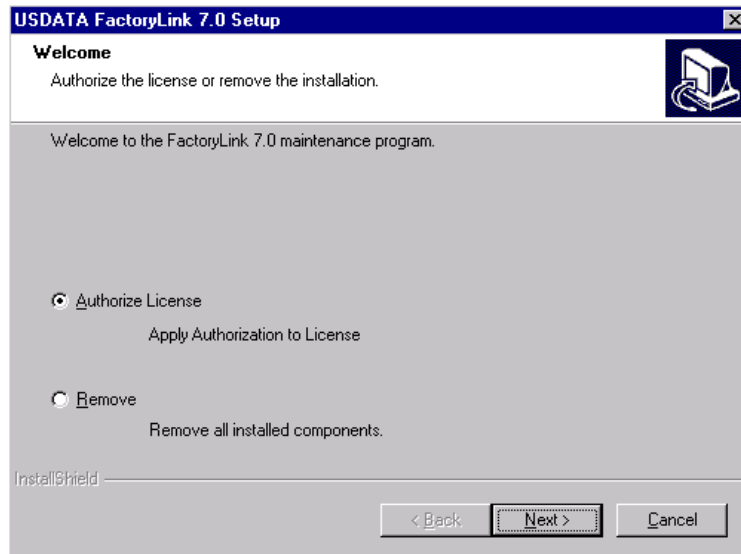 USDATA FactoryLink 7.0 Setup
Welcome
Authorize the license or remove the installation.
Welcome to the FactoryLink 7.0 maintenance program.
Authorize License
Apply Authorization to License
Remove
Remove all installed components.
InstallShield
< Back
Next >
Cancel